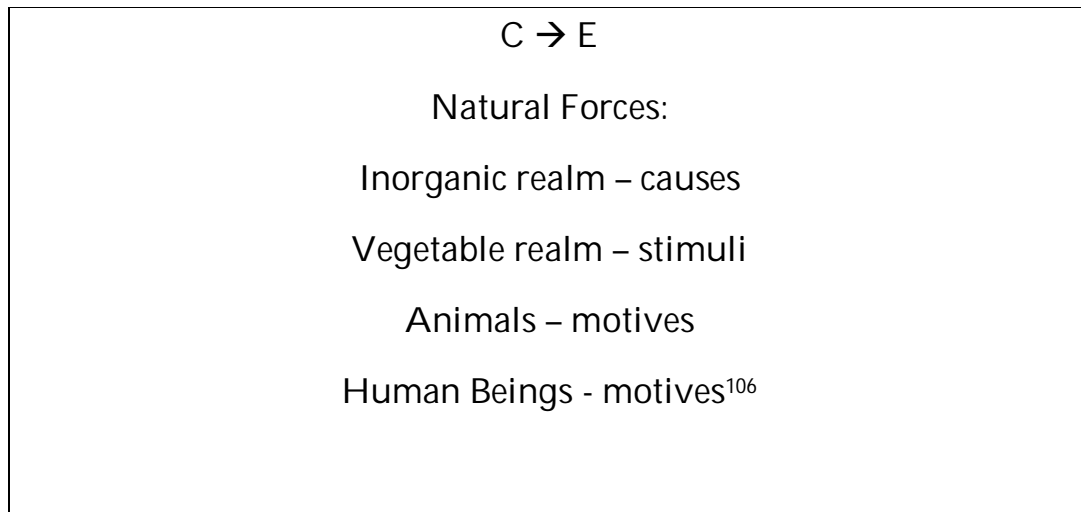 C → E
Natural Forces:
Inorganic realm – causes
Vegetable realm – stimuli
Animals – motives
Human Beings - motives¹⁰⁶